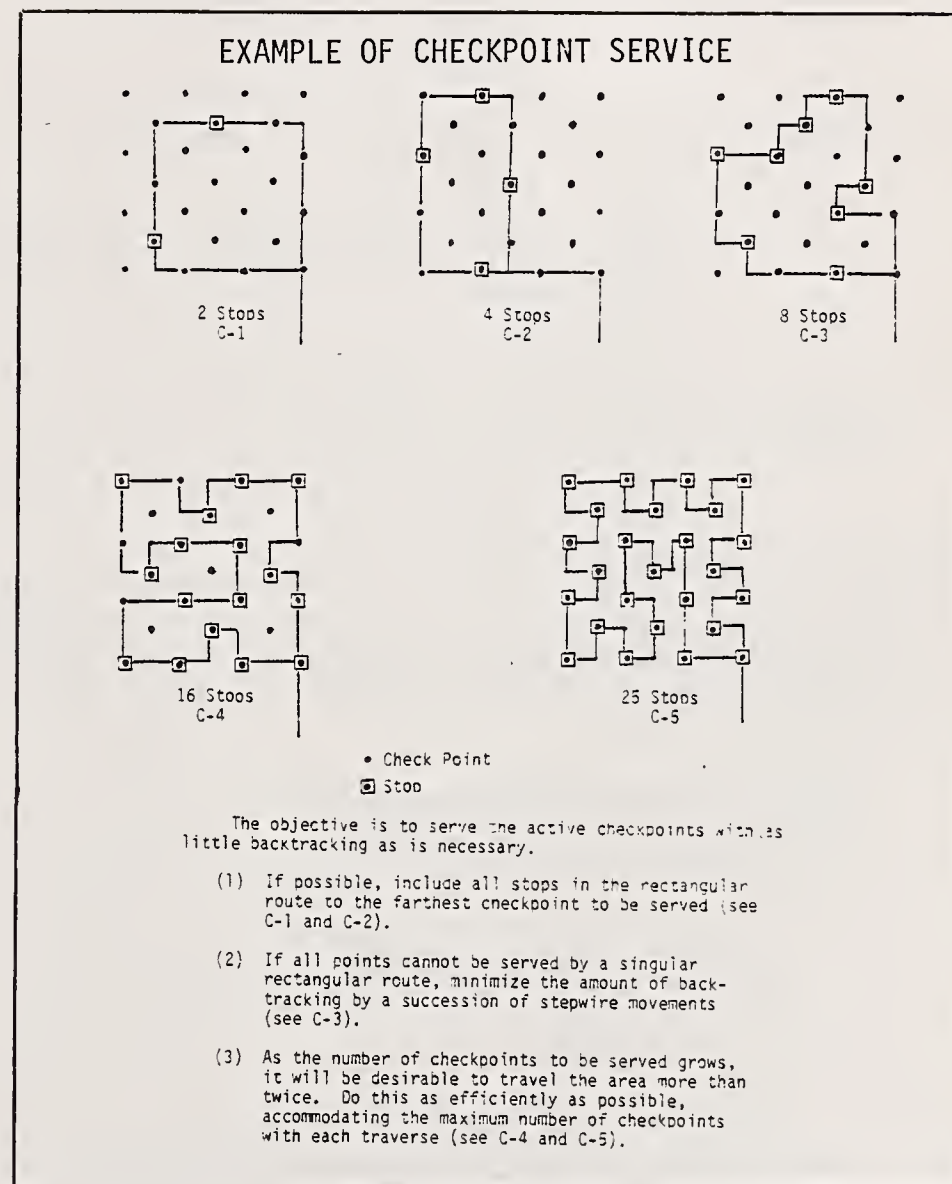 EXAMPLE OF CHECKPOINT SERVICE
2 Stops
C-1
4 Stops
C-2
8 Stops
C-3
16 Stops
C-4
25 Stops
C-5
• Check Point
Stop
The objective is to serve the active checkpoints with as
little backtracking as is necessary.
(1) If possible, include all stops in the rectangular
route to the farthest checkpoint to be served (see
C-1 and C-2).
(2) If all points cannot be served by a singular
rectangular route, minimize the amount of back-
tracking by a succession of stepwire movements
(see C-3).
(3) As the number of checkpoints to be served grows,
it will be desirable to travel the area more than
twice. Do this as efficiently as possible,
accommodating the maximum number of checkpoints
with each traverse (see C-4 and C-5).